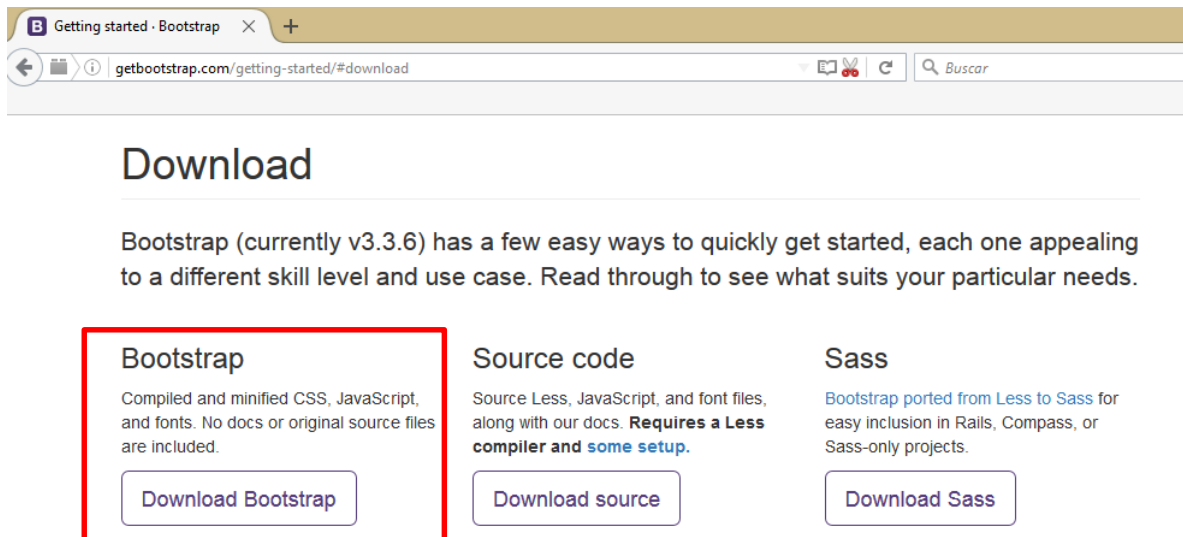 Getting started · Bootstrap
getbootstrap.com/getting-started/#download
Buscar
Download
Bootstrap (currently v3.3.6) has a few easy ways to quickly get started, each one appealing
to a different skill level and use case. Read through to see what suits your particular needs.
Bootstrap
Compiled and minified CSS, JavaScript,
and fonts. No docs or original source files
are included.
Download Bootstrap
Source code
Source Less, JavaScript, and font files,
along with our docs. Requires a Less
compiler and some setup.
Download source
Sass
Bootstrap ported from Less to Sass for
easy inclusion in Rails, Compass, or
Sass-only projects.
Download Sass